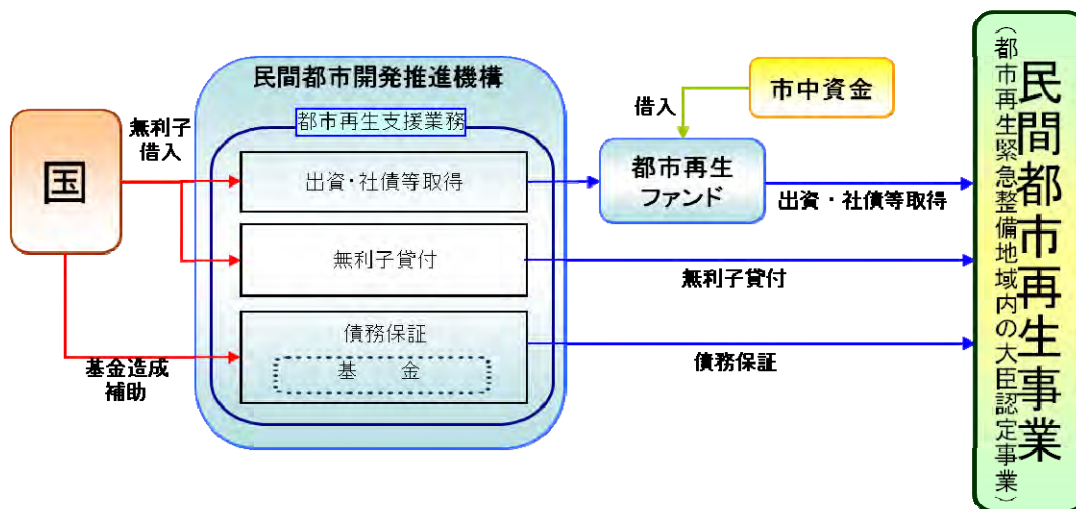 国
無利子
借入
基金造成
補助
民間都市開発推進機構
都市再生支援業務
出資・社債等取得
無利子貸付
債務保証
基　金
借入
市中資金
都市再生
ファンド
出資・社債等取得
無利子貸付
債務保証
民間都市再生事業
（都市再生緊急整備地域内の大臣認定事業）